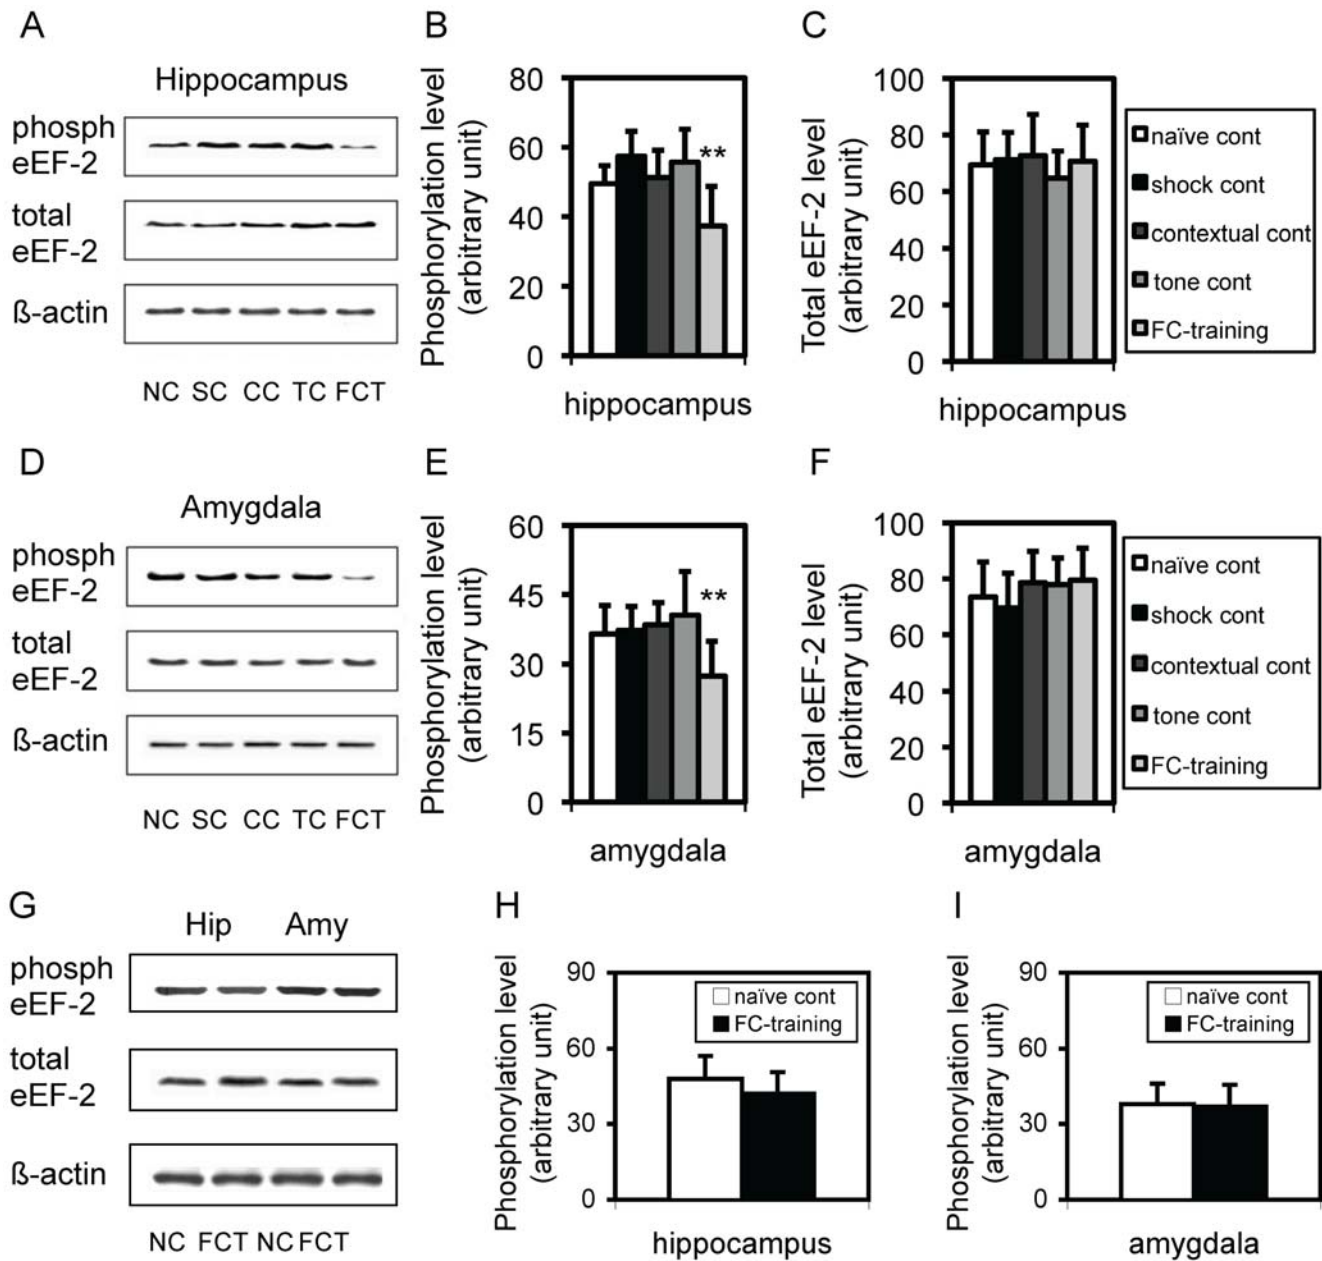 A
Hippocampus
phosph
eEF-2
total
eEF-2
ß-actin
NC SC CC TC FCT
B
Phosphorylation level
(arbitrary unit)
80
60
40
20
0
**
hippocampus
C
Total eEF-2 level
(arbitrary unit)
100
80
60
40
20
0
hippocampus
naïve cont
shock cont
contextual cont
tone cont
FC-training
D
Amygdala
phosph
eEF-2
total
eEF-2
ß-actin
NC SC CC TC FCT
E
Phosphorylation level
(arbitrary unit)
60
45
30
15
0
**
amygdala
F
Total eEF-2 level
(arbitrary unit)
100
80
60
40
20
0
amygdala
naïve cont
shock cont
contextual cont
tone cont
FC-training
G
Hip Amy
phosph
eEF-2
total
eEF-2
ß-actin
NC FCT NC FCT
H
Phosphorylation level
(arbitrary unit)
90
60
30
0
naïve cont
FC-training
hippocampus
I
Phosphorylation level
(arbitrary unit)
90
60
30
0
naïve cont
FC-training
amygdala